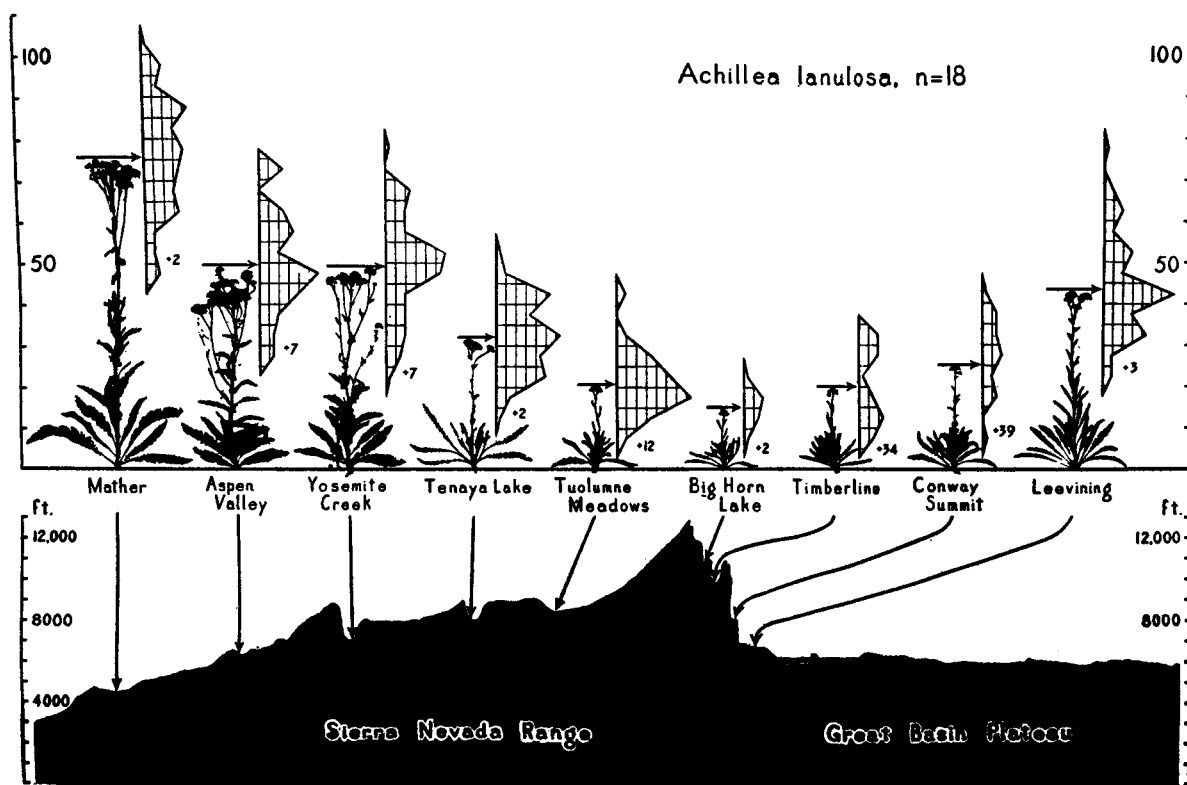 100
100
Achillea lanulosa, n=18
50
50
+2
+7
+7
+2
+12
+2
+34
+39
+3
Mather
Aspen
Valley
Yosemite
Creek
Tenaya Lake
Tuolumne
Meadows
Big Horn
Lake
Timberline
Conway
Summit
Leevining
ft.
ft.
12,000
12,000
8000
8000
4000
Sierra Nevada Range
Great Basin Plateau